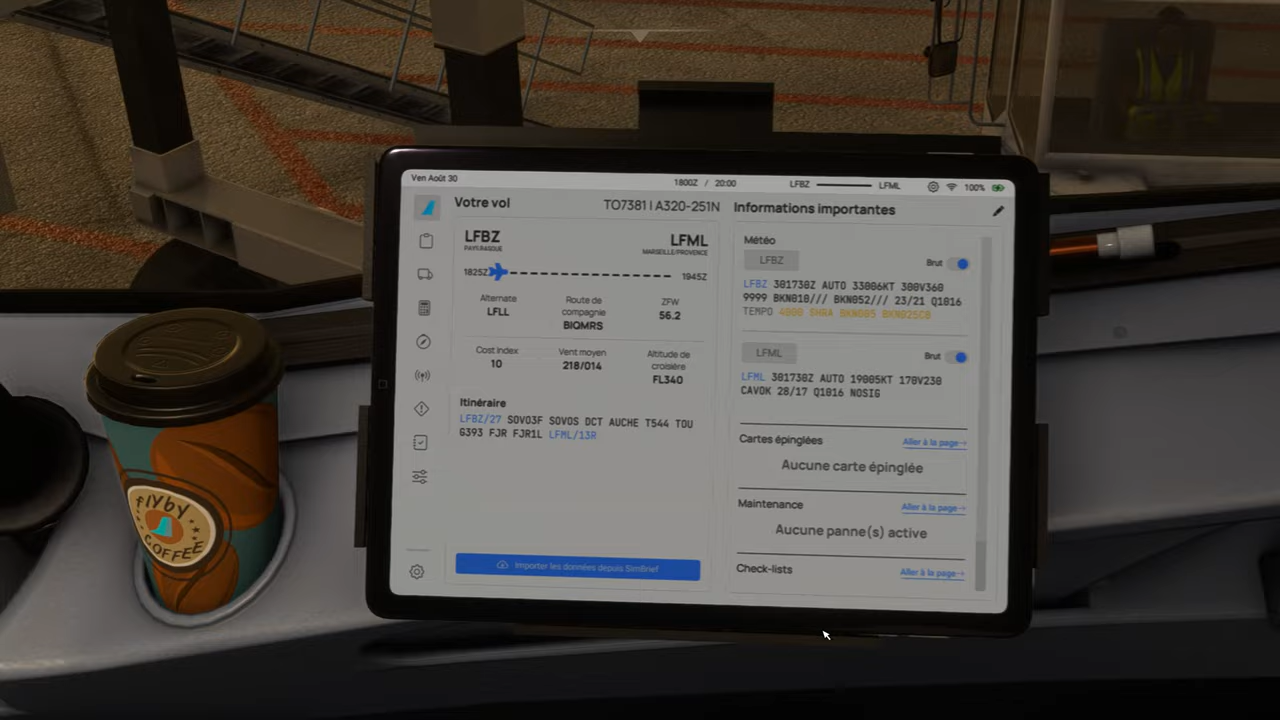 Ven Août 30
1800Z / 20:00
LFBZ LFML
100%
Votre vol
TO7381 | A320-251N
LFBZ
LFML
MARSEILLE/PROVENCE
1825Z
1945Z
Alternate
LFLL
Route de
compagnie
BIQMRS
ZFW
56.2
Cost Index
10
Vent moyen
218/014
Altitude de
croisière
FL340
Itinéraire
LFBZ/27 SOVO3F SOVOS DCT AUCHE T544 TOU
G393 FJR FJR1L LFML/13R
Importer les données depuis SimBrief
Informations importantes
Météo
LFBZ
Brut
LFBZ 301730Z AUTO 33006KT 300V360
9999 BKN010/// BKN052/// 23/21 Q1016
TEMPO 4000 SHRA BKN005 BKN025CB
LFML
Brut
LFML 301730Z AUTO 19005KT 170V230
CAVOK 28/17 Q1016 NOSIG
Cartes épinglées
Aller à la page
Aucune carte épinglée
Maintenance
Aller à la page
Aucune panne(s) active
Check-lists
Aller à la page
flyby
COFFEE